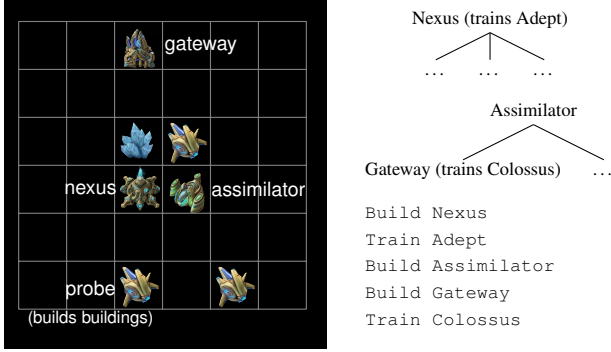 gateway
nexus
assimilator
probe
(builds buildings)
Nexus (trains Adept)
... ... ...
Assimilator
Gateway (trains Colossus) ...
Build Nexus
Train Adept
Build Assimilator
Build Gateway
Train Colossus